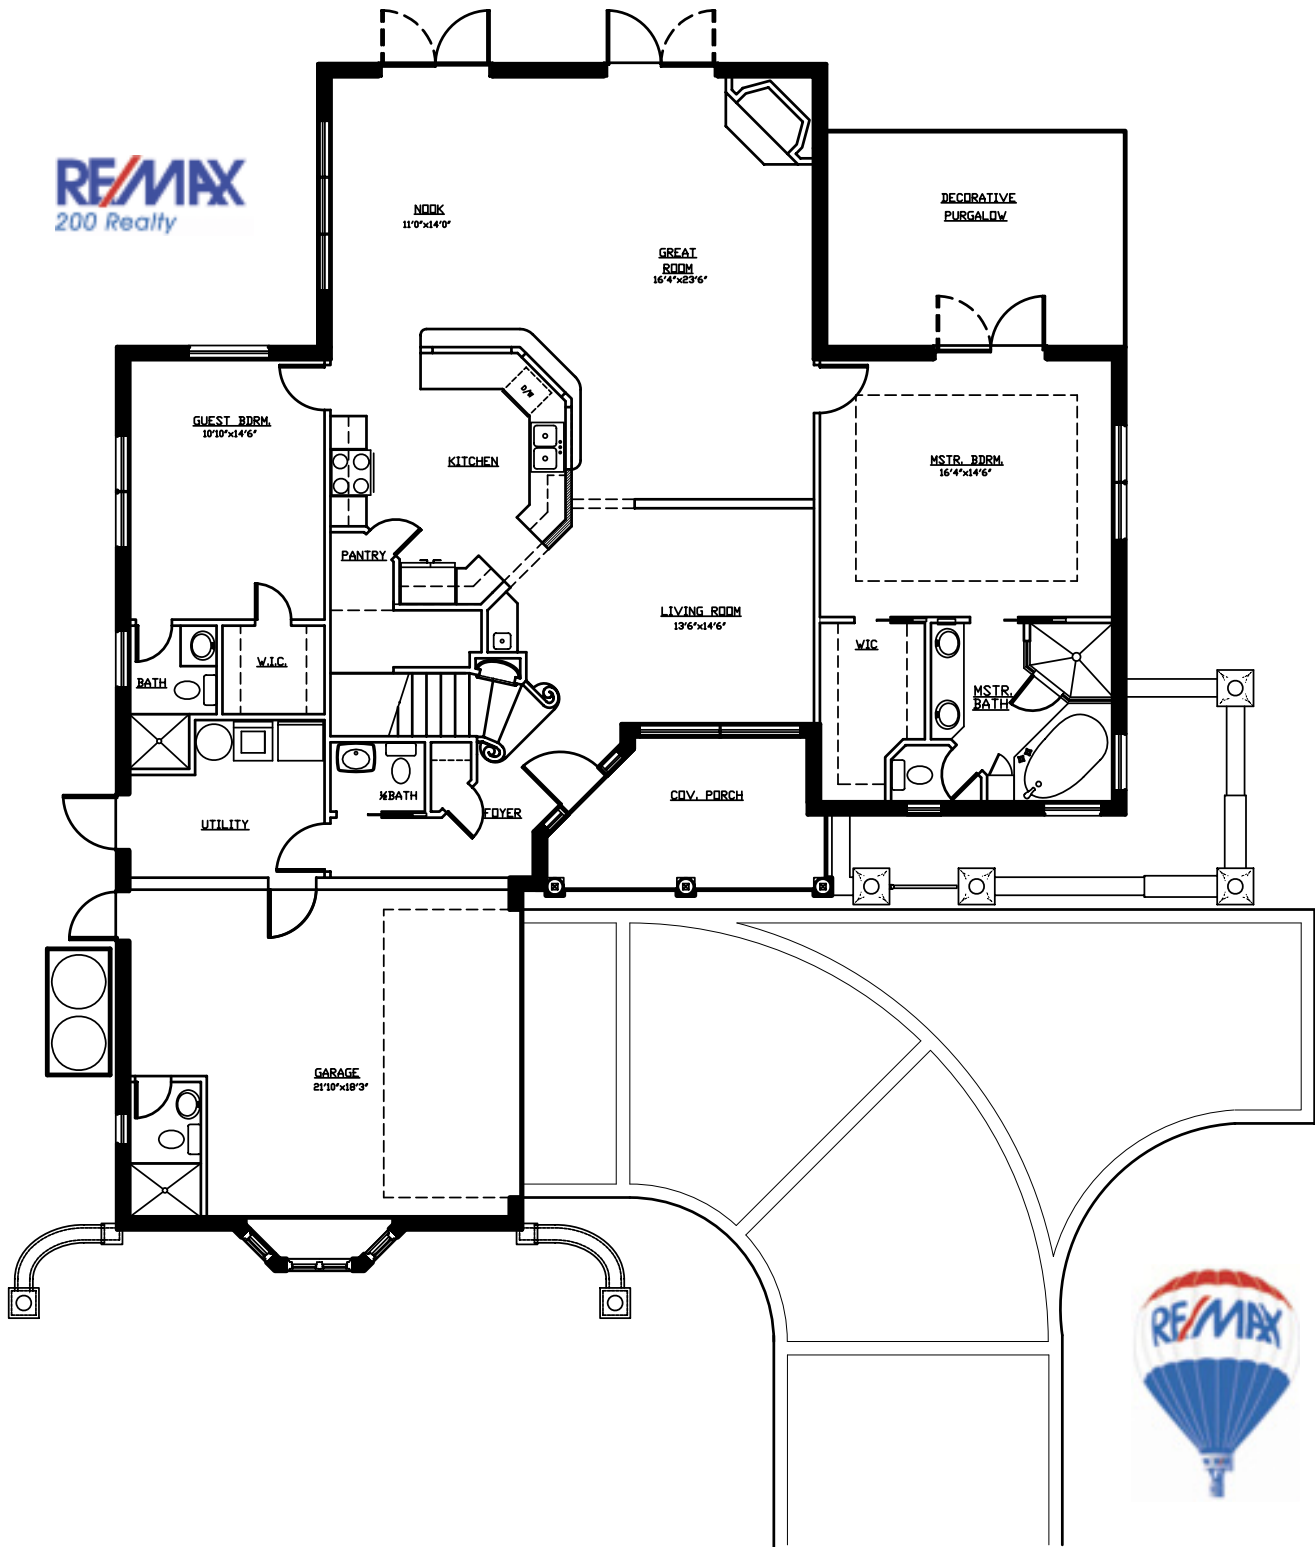 RE/MAX
200 Realty
NOOK
11'0"x14'0"
GREAT
ROOM
16'4"x23'6"
DECORATIVE
PURGALOW
GUEST BDRM.
10'10"x14'6"
D/W
KITCHEN
MSTR. BDRM.
16'4"x14'6"
PANTRY
LIVING ROOM
13'6"x14'6"
WIC
W.I.C.
BATH
MSTR.
BATH
½BATH
COV. PORCH
FOYER
UTILITY
GARAGE
21'10"x18'3"
RE/MAX